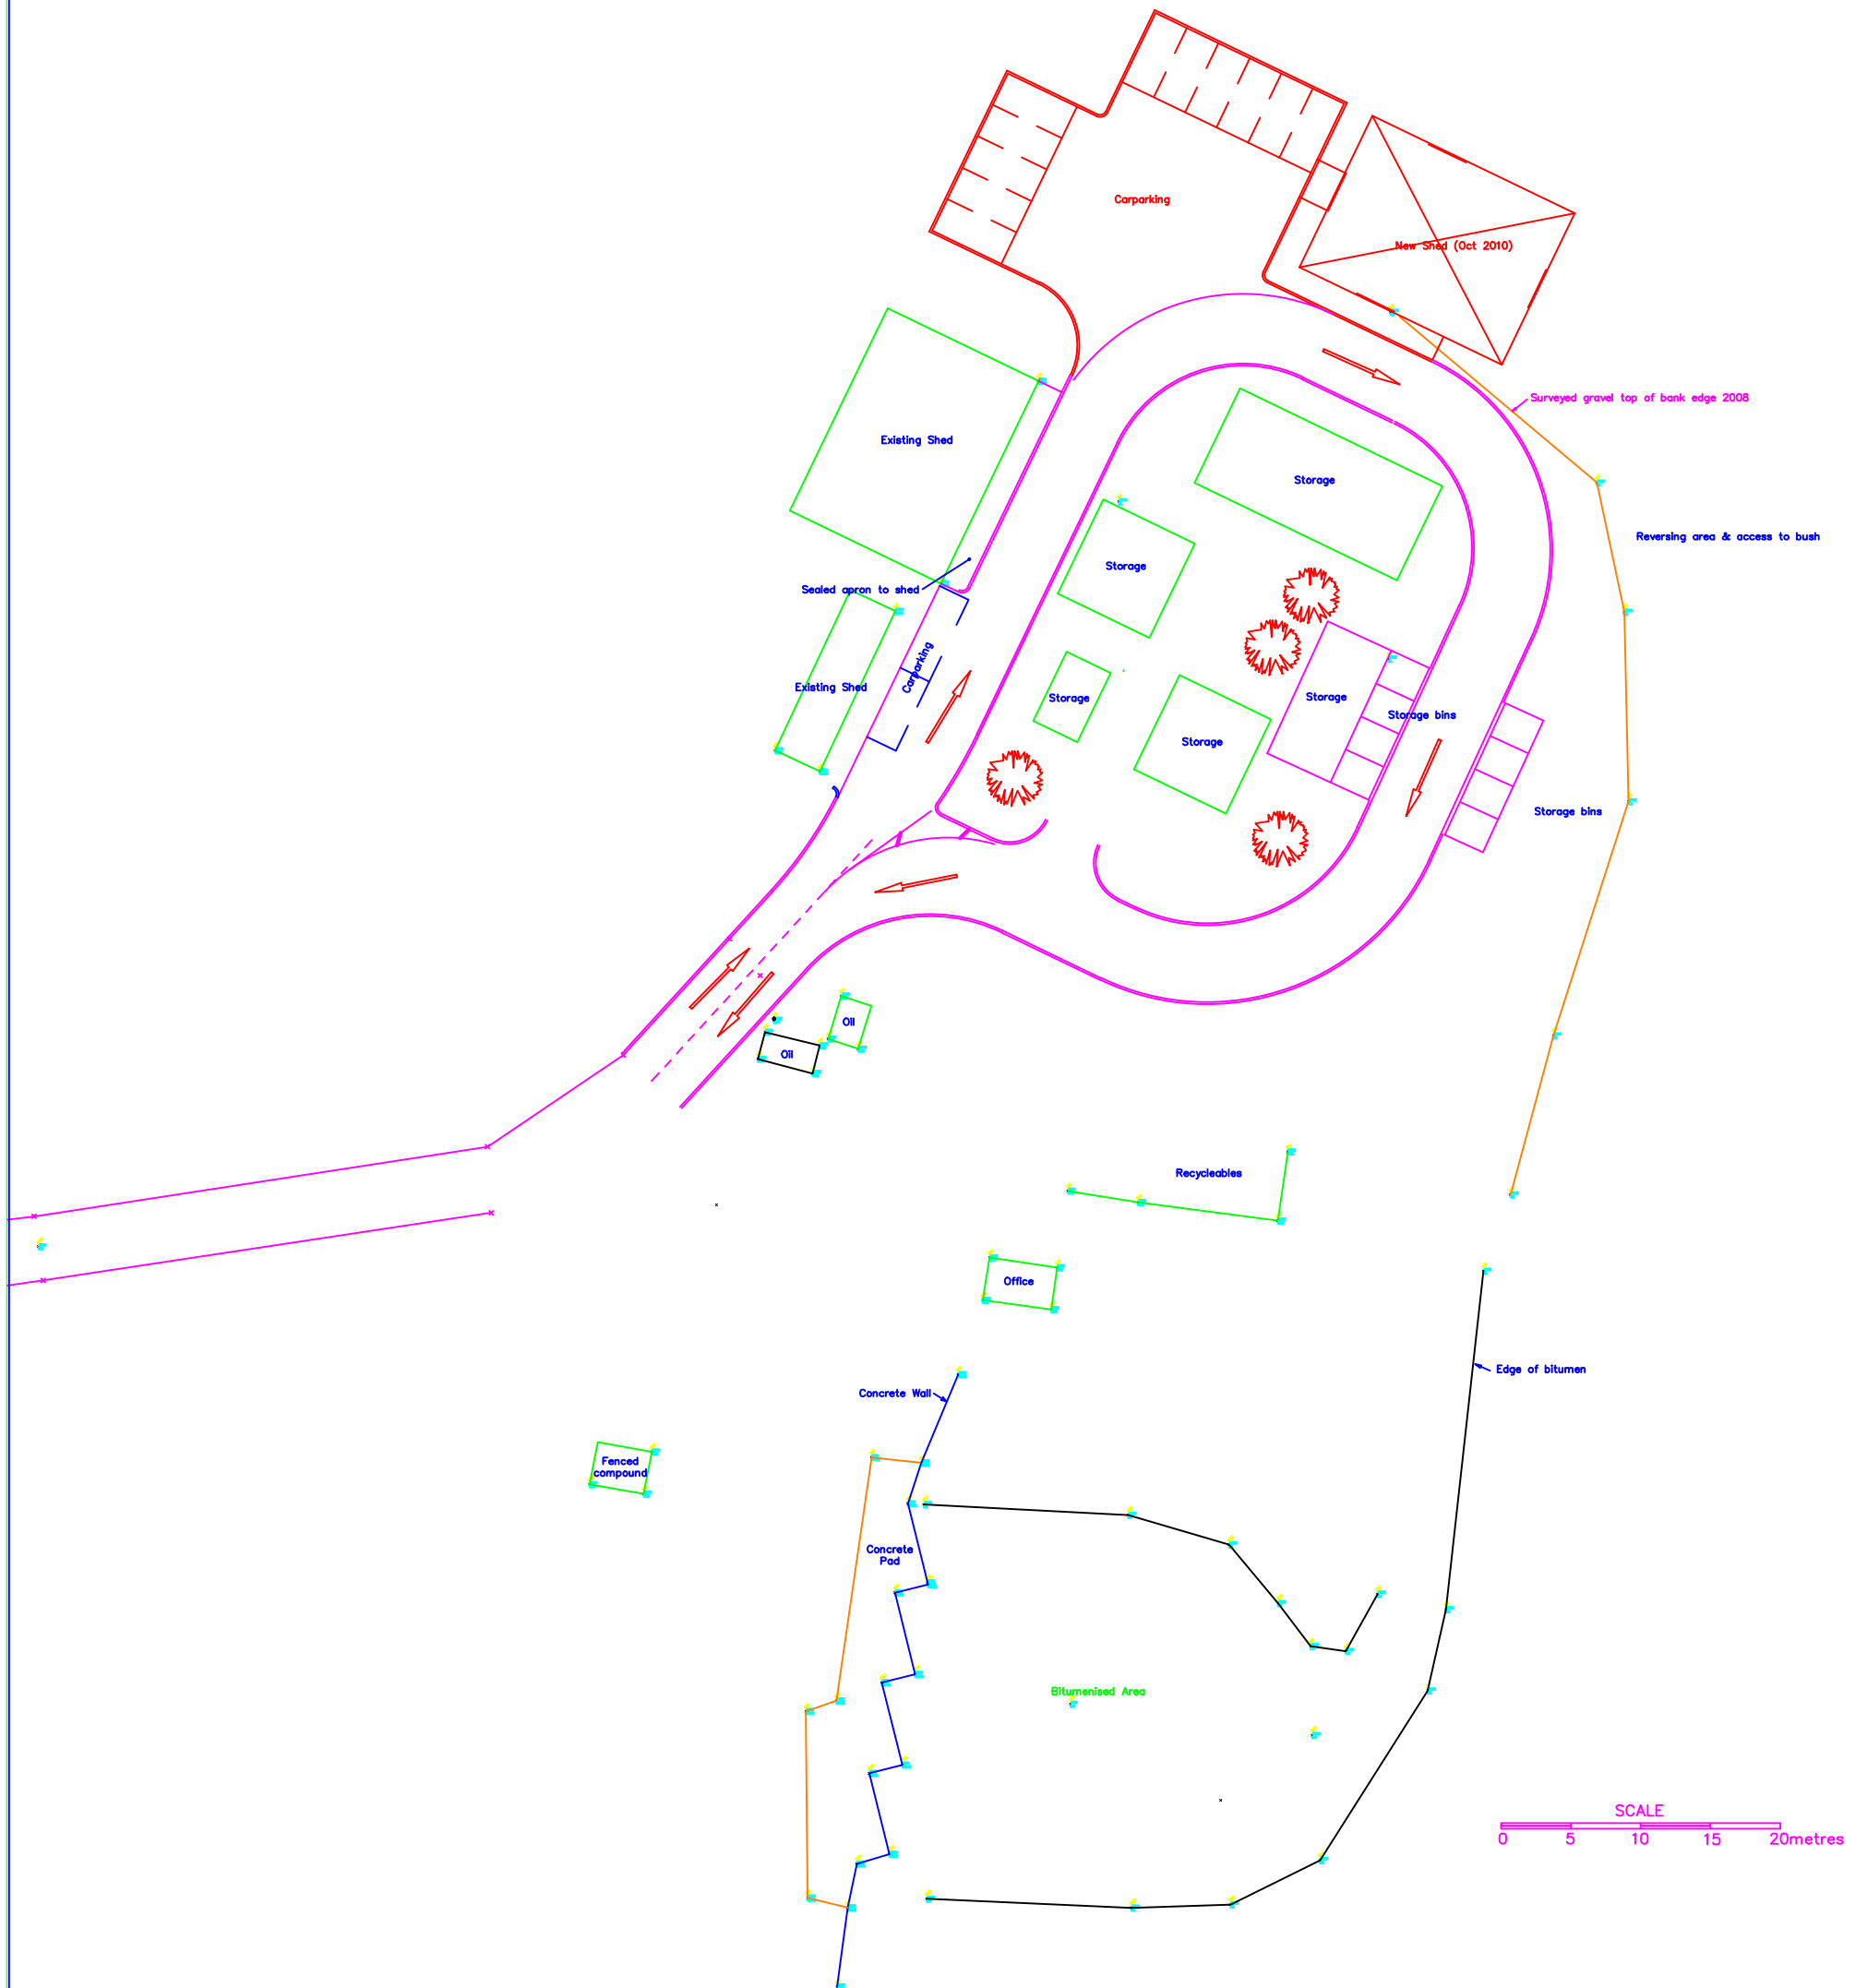 Carparking
New Shed (Oct 2010)
Surveyed gravel top of bank edge 2008
Existing Shed
Storage
Reversing area & access to bush
Storage
Sealed apron to shed
Carparking
Existing Shed
Storage
Storage
Storage bins
Storage
Storage bins
Oil
Oil
Recycleables
Office
Edge of bitumen
Concrete Wall
Fenced
compound
Concrete
Pad
Bitumenised Area
SCALE
0 5 10 15 20metres